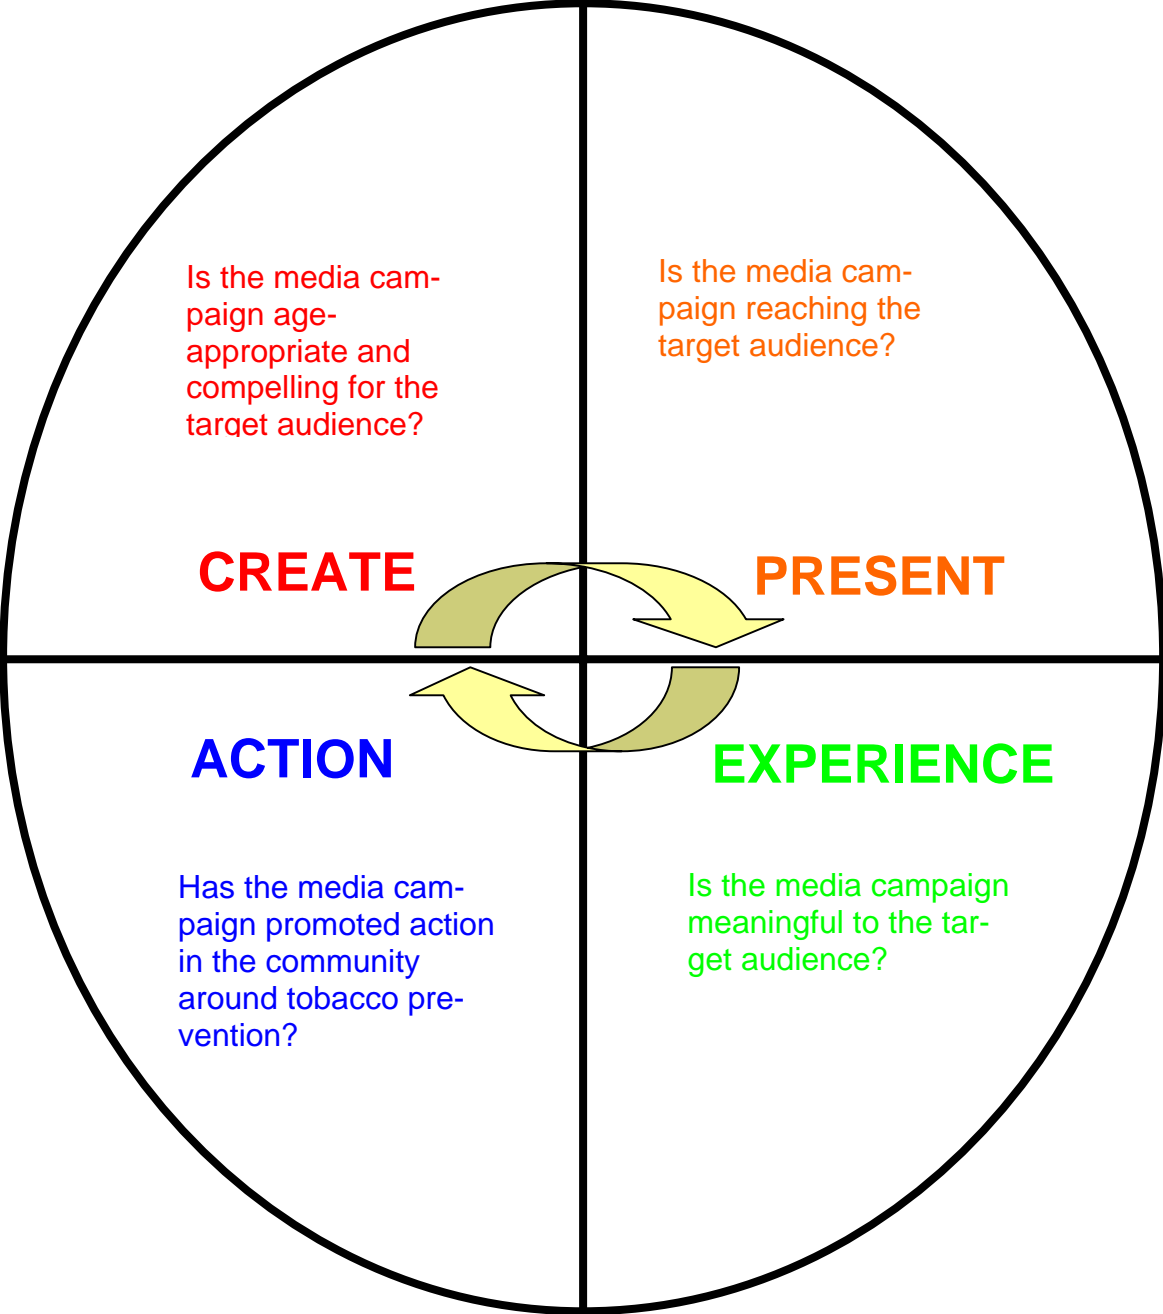 Is the media cam-
paign age-
appropriate and
compelling for the
target audience?
CREATE
Is the media cam-
paign reaching the
target audience?
PRESENT
ACTION
Has the media cam-
paign promoted action
in the community
around tobacco pre-
vention?
EXPERIENCE
Is the media campaign
meaningful to the tar-
get audience?